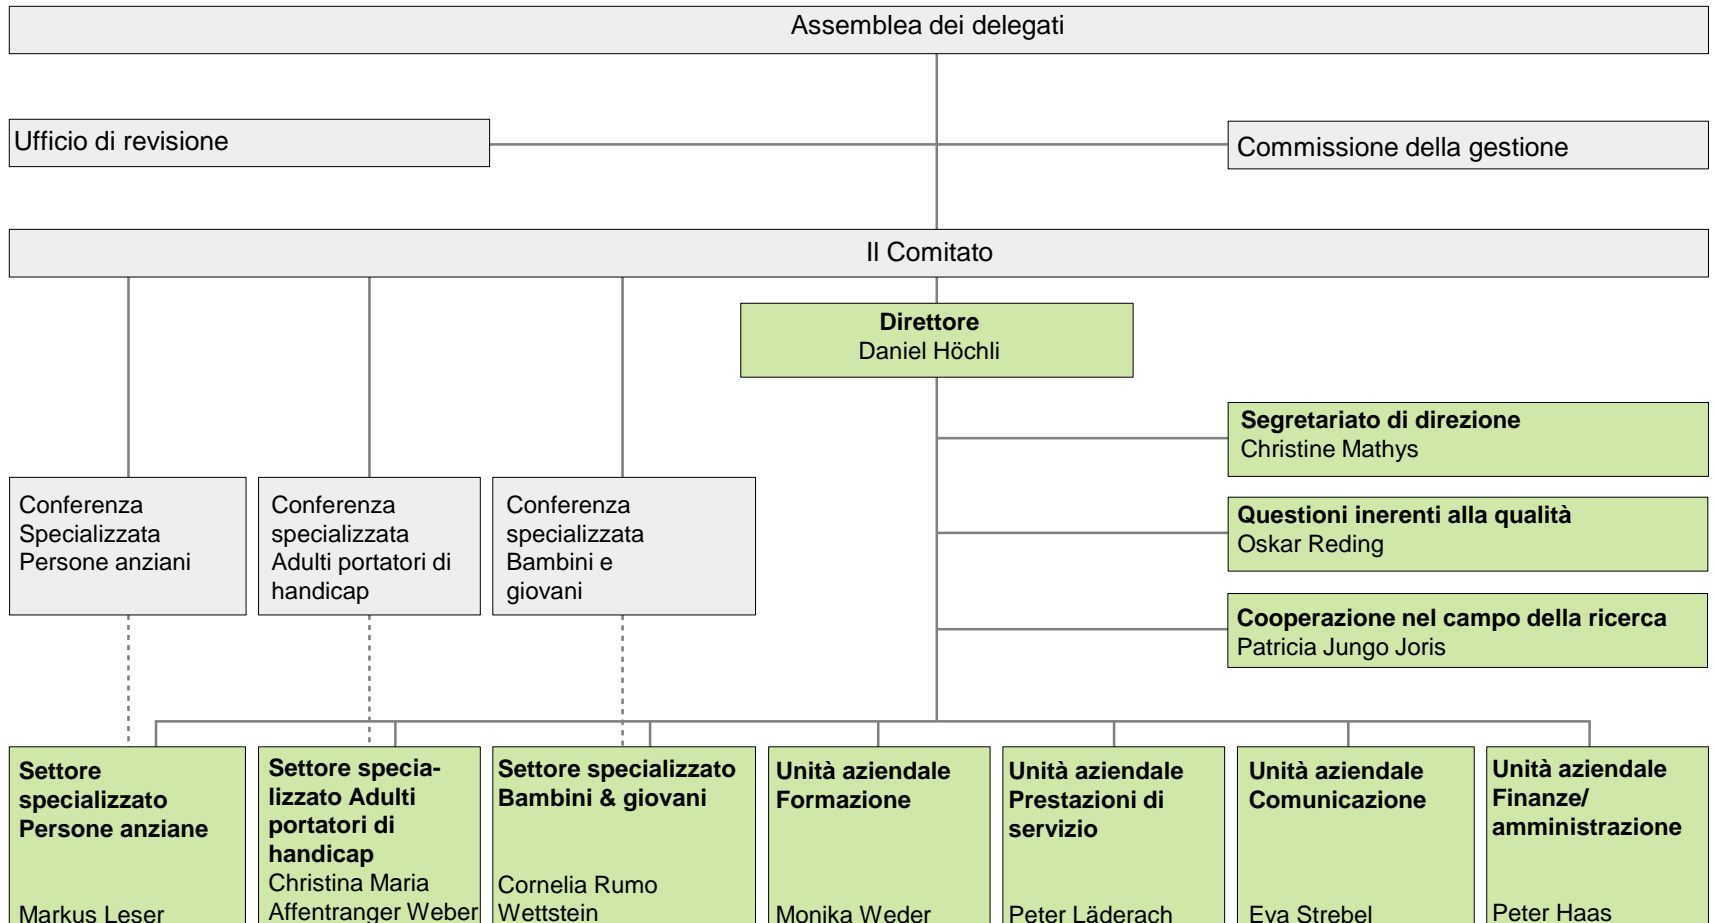 Assemblea dei delegati
Ufficio di revisione
Commissione della gestione
Il Comitato
Direttore
Daniel Höchli
Segretariato di direzione
Christine Mathys
Questioni inerenti alla qualità
Oskar Reding
Cooperazione nel campo della ricerca
Patricia Jungo Joris
Conferenza
Specializzata
Persone anziani
Conferenza
specializzata
Adulti portatori di
handicap
Conferenza
specializzata
Bambini e
giovani
Settore
specializzato
Persone anziane
Markus Leser
Settore specia-
lizzato Adulti
portatori di
handicap
Christina Maria
Affentranger Weber
Settore specializzato
Bambini & giovani
Cornelia Rumo
Wettstein
Unità aziendale
Formazione
Monika Weder
Unità aziendale
Prestazioni di
servizio
Peter Läderach
Unità aziendale
Comunicazione
Eva Strebel
Unità aziendale
Finanze/
amministrazione
Peter Haas